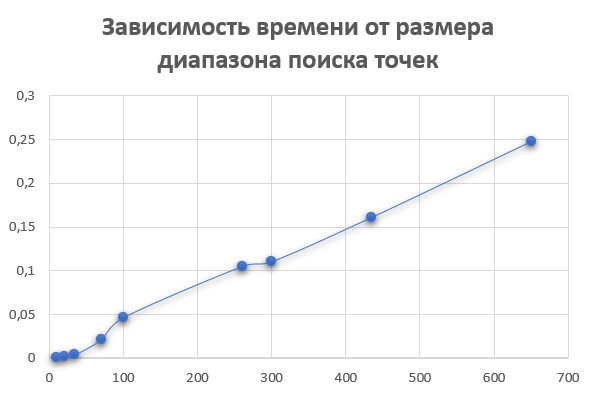 Зависимость времени от размера
диапазона поиска точек
0,3
0,25
0,2
0,15
0,1
0,05
0
0 100 200 300 400 500 600 700